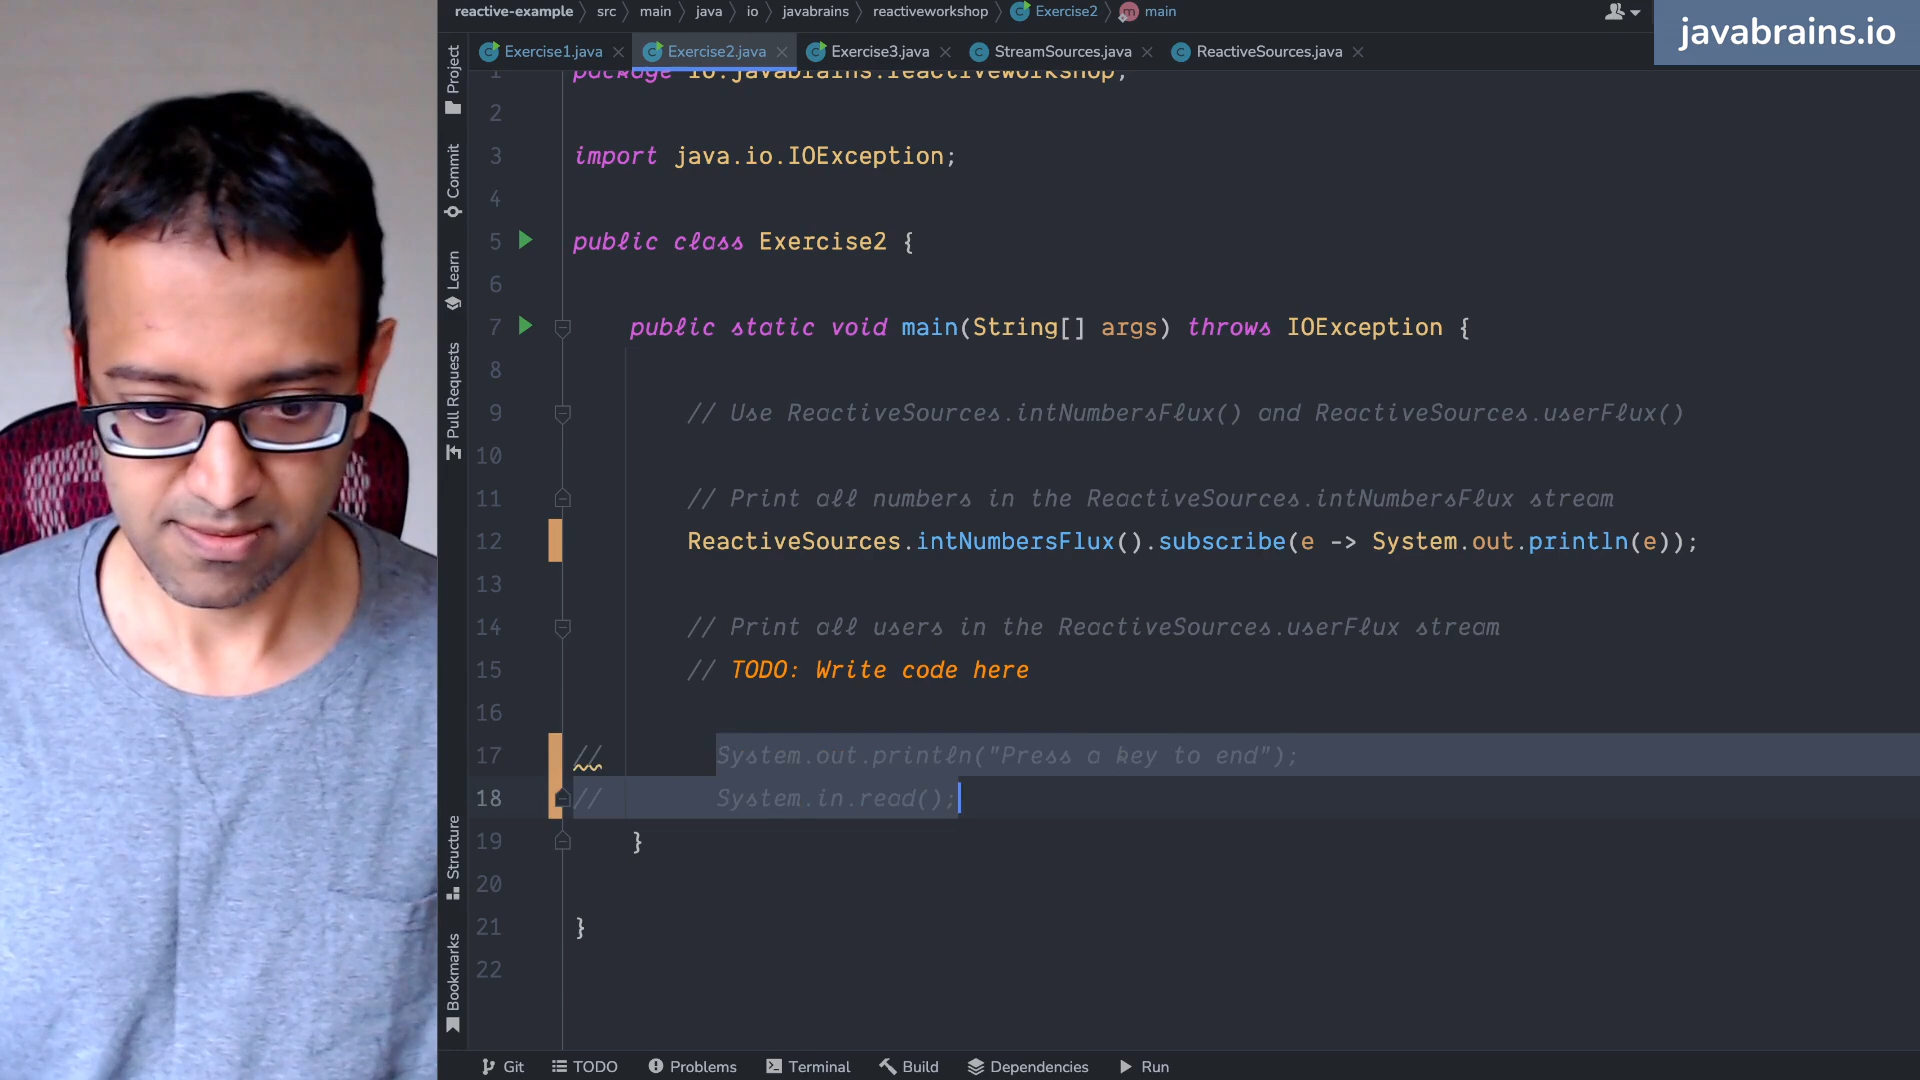 reactive-example src main java io javabrains reactiveworkshop Exercise2 main
javabrains.io
Exercise1.java Exercise2.java Exercise3.java StreamSources.java ReactiveSources.java
Project
Commit
Learn
Pull Requests
Structure
Bookmarks
1 package io.javabrains.reactiveworkshop;
2
3 import java.io.IOException;
4
5 public class Exercise2 {
6
7 public static void main(String[] args) throws IOException {
8
9 // Use ReactiveSources.intNumbersFlux() and ReactiveSources.userFlux()
10
11 // Print all numbers in the ReactiveSources.intNumbersFlux stream
12 ReactiveSources.intNumbersFlux().subscribe(e -> System.out.println(e));
13
14 // Print all users in the ReactiveSources.userFlux stream
15 // TODO: Write code here
16
17 // System.out.println("Press a key to end");
18 // System.in.read();
19 }
20
21 }
22
Git TODO Problems Terminal Build Dependencies Run